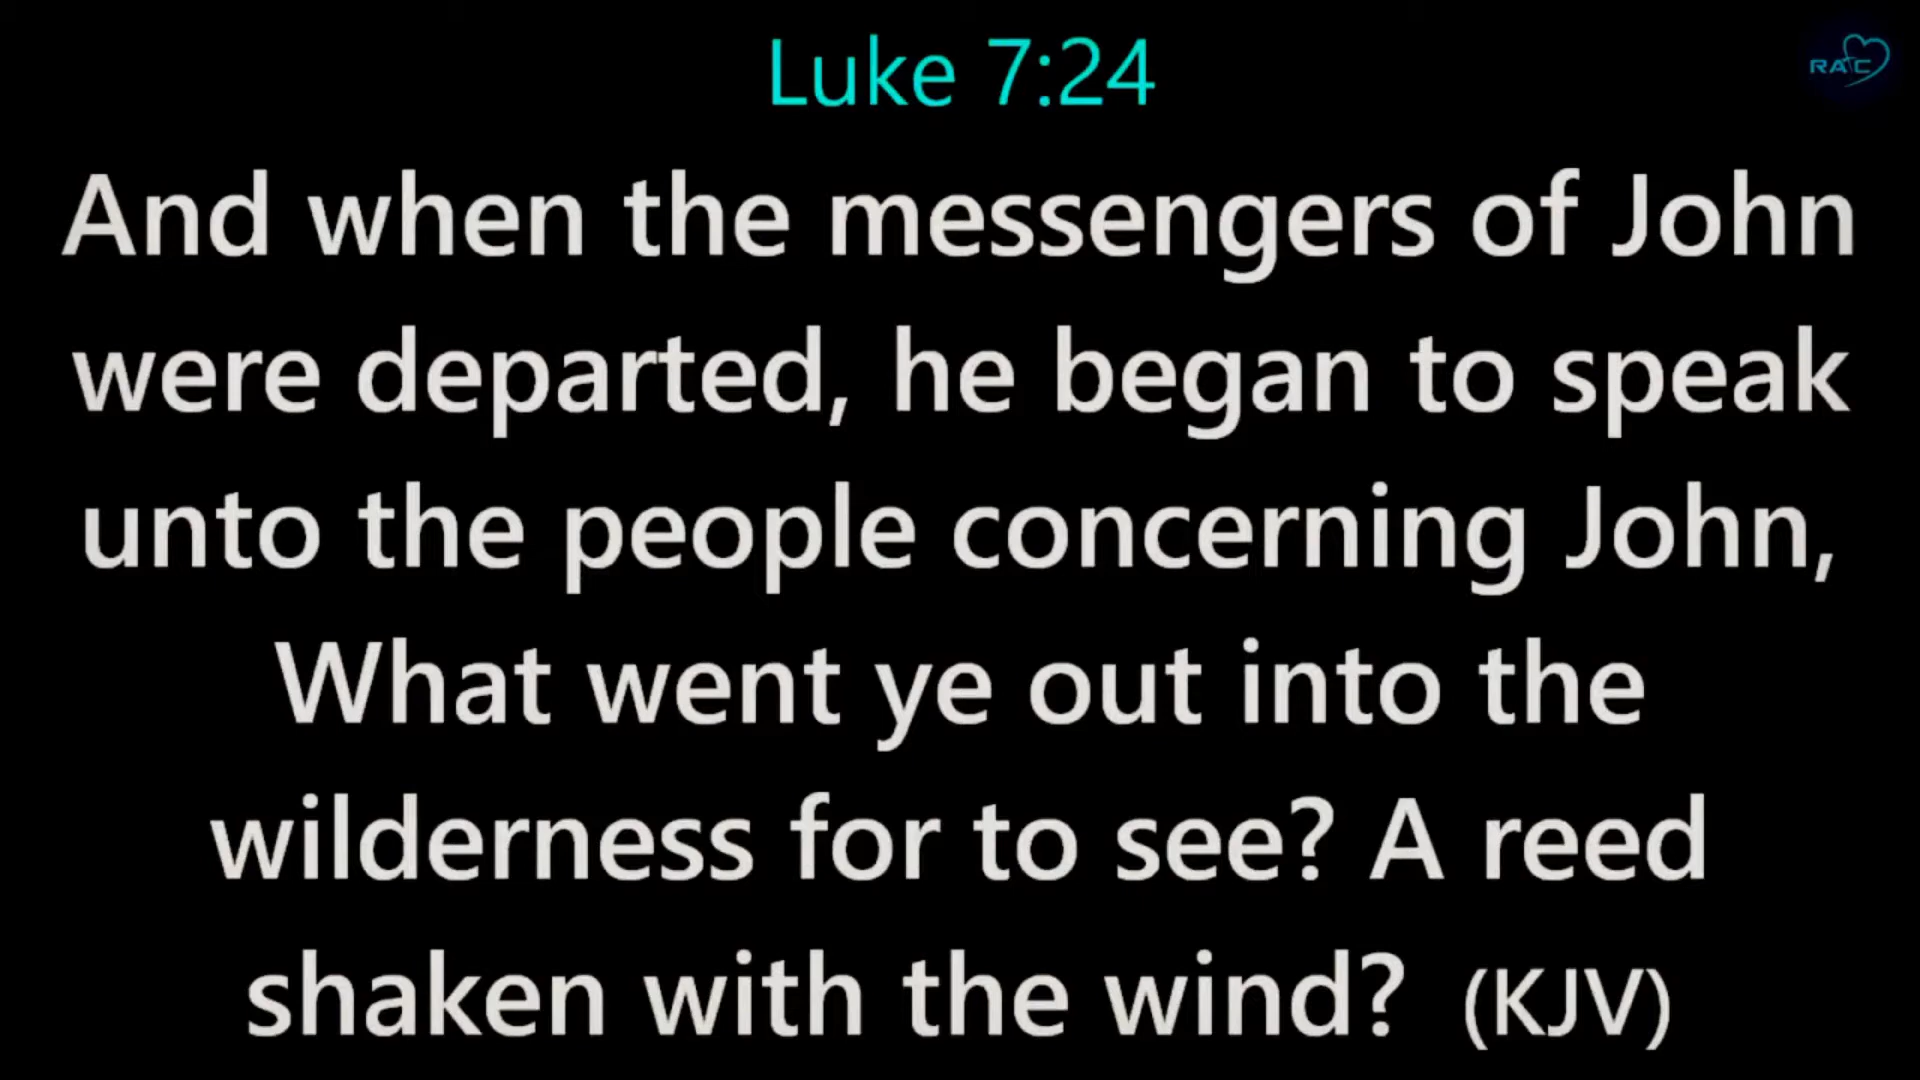 Luke 7:24
RAC
And when the messengers of John
were departed, he began to speak
unto the people concerning John,
What went ye out into the
wilderness for to see? A reed
shaken with the wind? (KJV)